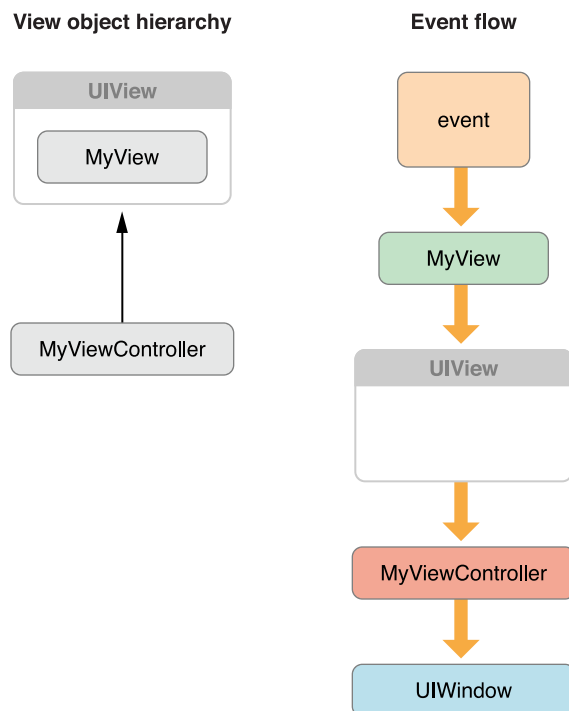 View object hierarchy
UIView
MyView
MyViewController
Event flow
event
MyView
UIView
MyViewController
UIWindow